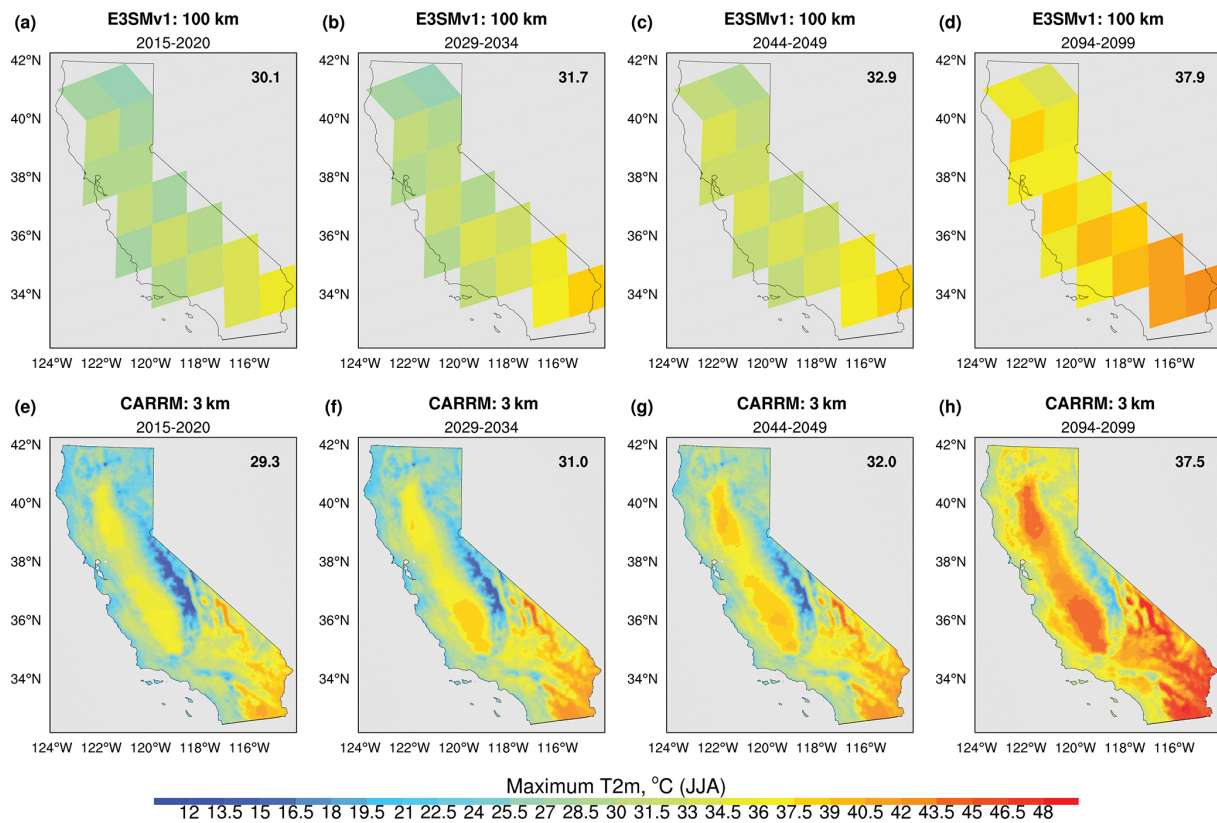 (a) E3SMv1: 100 km
2015-2020
30.1
42°N
40°N
38°N
36°N
34°N
124°W 122°W 120°W 118°W 116°W
(b) E3SMv1: 100 km
2029-2034
31.7
42°N
40°N
38°N
36°N
34°N
124°W 122°W 120°W 118°W 116°W
(c) E3SMv1: 100 km
2044-2049
32.9
42°N
40°N
38°N
36°N
34°N
124°W 122°W 120°W 118°W 116°W
(d) E3SMv1: 100 km
2094-2099
37.9
42°N
40°N
38°N
36°N
34°N
124°W 122°W 120°W 118°W 116°W
(e) CARRM: 3 km
2015-2020
29.3
42°N
40°N
38°N
36°N
34°N
124°W 122°W 120°W 118°W 116°W
(f) CARRM: 3 km
2029-2034
31.0
42°N
40°N
38°N
36°N
34°N
124°W 122°W 120°W 118°W 116°W
(g) CARRM: 3 km
2044-2049
32.0
42°N
40°N
38°N
36°N
34°N
124°W 122°W 120°W 118°W 116°W
(h) CARRM: 3 km
2094-2099
37.5
42°N
40°N
38°N
36°N
34°N
124°W 122°W 120°W 118°W 116°W
Maximum T2m, °C (JJA)
12 16.5 18 19.5 21 22.5 24 25.5 27 28.5 30 31.5 33 34.5 36 37.5 39 40.5 42 43.5 45 46.5 48